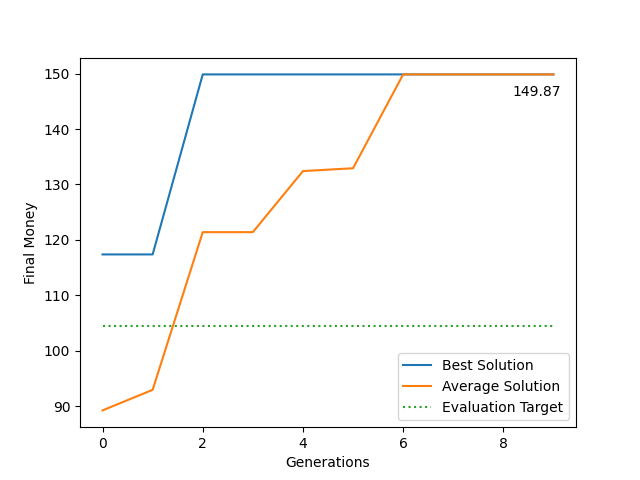 150
140
130
120
110
100
90
Final Money
149.87
Best Solution
Average Solution
Evaluation Target
0 2 4 6 8
Generations